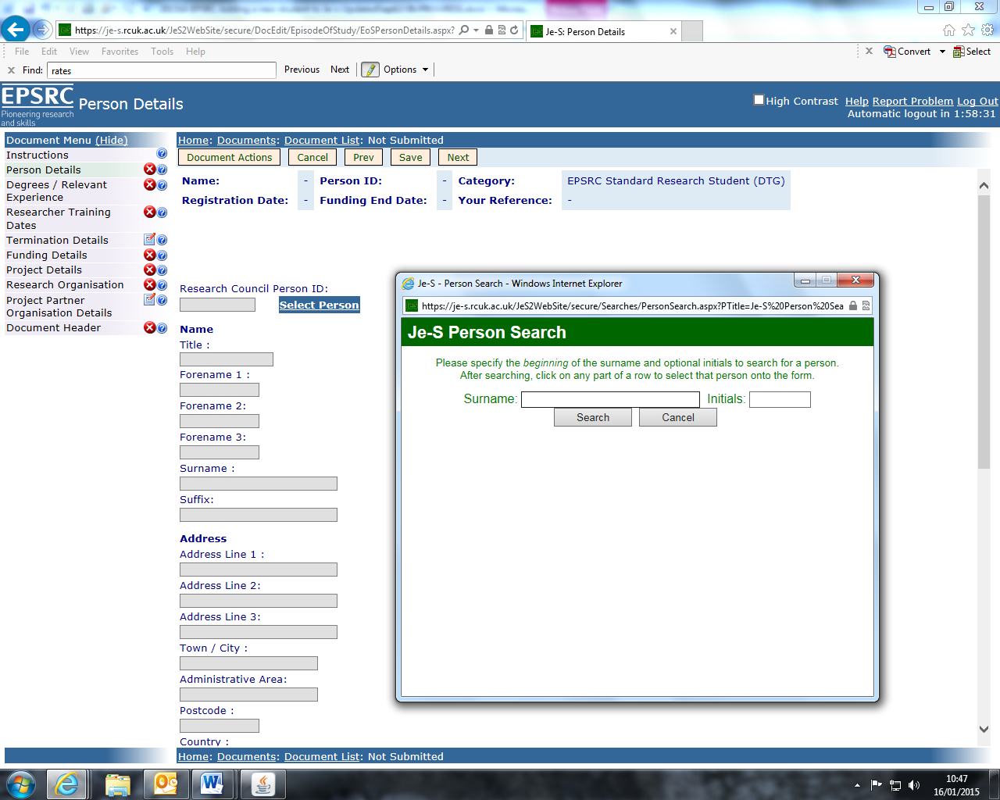 https://je-s.rcuk.ac.uk/JeS2WebSite/secure/DocEdit/EpisodeOfStudy/EoSPersonDetails.aspx?
Je-S: Person Details
File Edit View Favorites Tools Help
Convert Select
Find: rates Previous Next Options
EPSRC
Pioneering research
and skills
Person Details
High Contrast Help Report Problem Log Out
Automatic logout in 1:58:31
Document Menu (Hide)
Instructions
Person Details
Degrees / Relevant
Experience
Researcher Training
Dates
Termination Details
Funding Details
Project Details
Research Organisation
Project Partner
Organisation Details
Document Header
Home: Documents: Document List: Not Submitted
Document Actions Cancel Prev Save Next
Name: - Person ID: - Category: EPSRC Standard Research Student (DTG)
Registration Date: - Funding End Date: - Your Reference: -
Research Council Person ID:
Select Person
Name
Title :
Forename 1 :
Forename 2:
Forename 3:
Surname :
Suffix:
Address
Address Line 1 :
Address Line 2:
Address Line 3:
Town / City :
Administrative Area:
Postcode :
Country :
Je-S - Person Search - Windows Internet Explorer
https://je-s.rcuk.ac.uk/JeS2WebSite/secure/Searches/PersonSearch.aspx?PTitle=Je-S%20Person%20Sea
Je-S Person Search
Please specify the beginning of the surname and optional initials to search for a person.
After searching, click on any part of a row to select that person onto the form.
Surname: Initials:
Search Cancel
Home: Documents: Document List: Not Submitted
10:47
16/01/2015